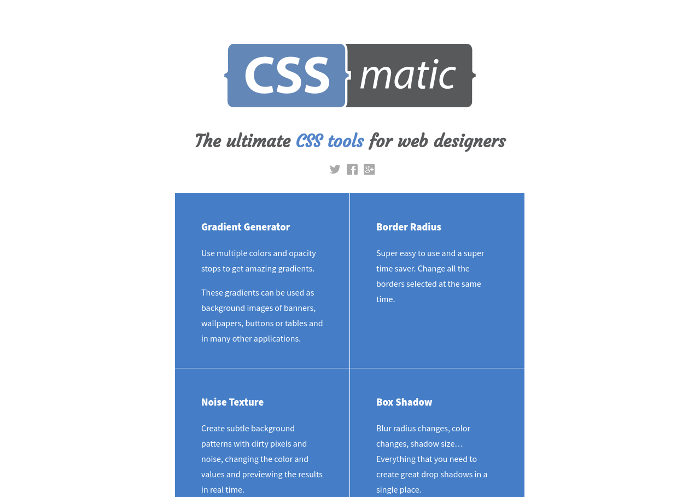 CSS matic
The ultimate CSS tools for web designers
Gradient Generator
Use multiple colors and opacity
stops to get amazing gradients.
These gradients can be used as
background images of banners,
wallpapers, buttons or tables and
in many other applications.
Border Radius
Super easy to use and a super
time saver. Change all the
borders selected at the same
time.
Noise Texture
Create subtle background
patterns with dirty pixels and
noise, changing the color and
values and previewing the results
in real time.
Box Shadow
Blur radius changes, color
changes, shadow size…
Everything that you need to
create great drop shadows in a
single place.